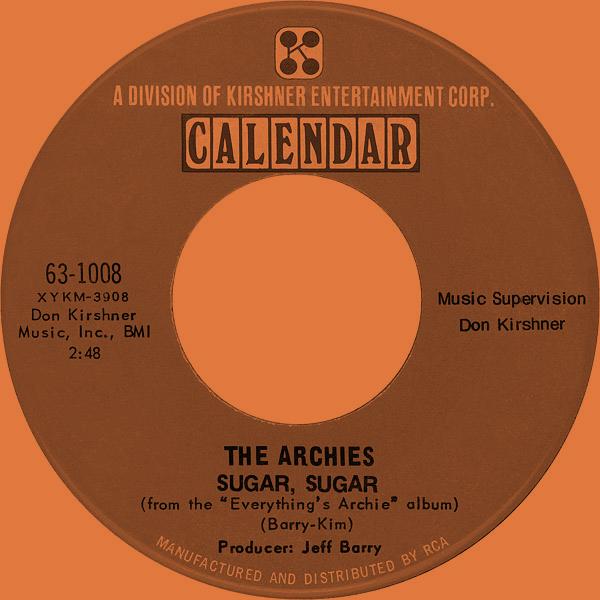 K
A DIVISION OF KIRSHNER ENTERTAINMENT CORP.
CALENDAR
63-1008
XYKM-3908
Don Kirshner
Music, Inc., BMI
2:48
Music Supervision
Don Kirshner
THE ARCHIES
SUGAR, SUGAR
(from the "Everything's Archie" album)
(Barry-Kim)
Producer: Jeff Barry
MANUFACTURED AND DISTRIBUTED BY RCA